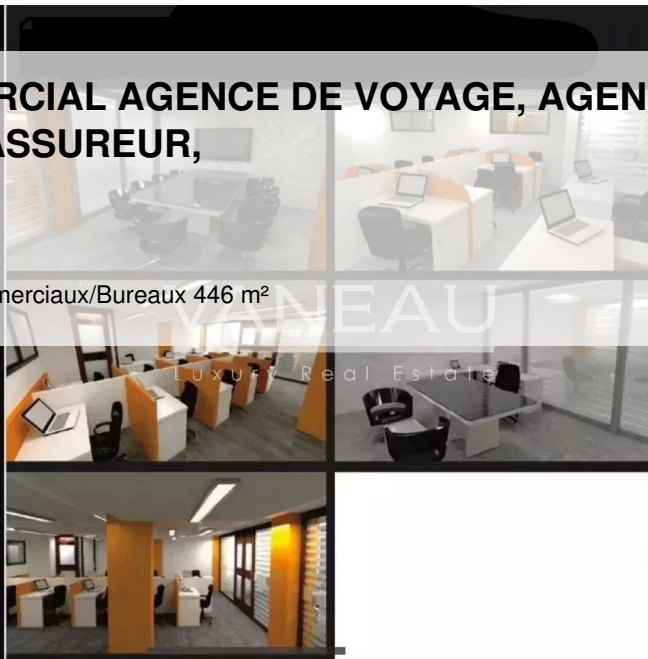 RCIAL AGENCE DE VOYAGE, AGEN
ASSUREUR,
merciaux/Bureaux 446 m²
VANEAU
Luxury Real Estate